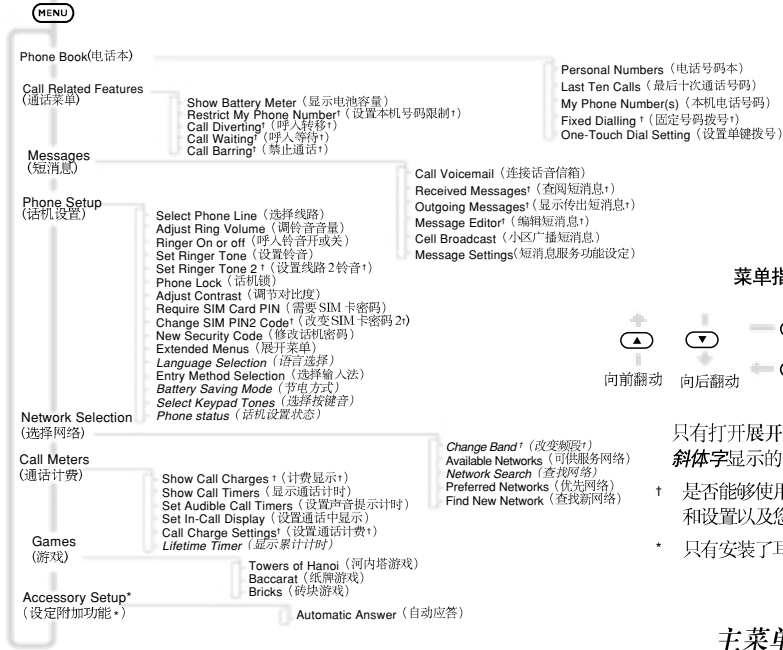 MENU
Phone Book(电话本)
Personal Numbers（电话号码本）
Last Ten Calls（最后十次通话号码）
My Phone Number(s)（本机电话号码）
Fixed Dialling †（固定号码拨号†）
One-Touch Dial Setting（设置单键拨号）
Call Related Features
（通话菜单）
Show Battery Meter（显示电池容量）
Restrict My Phone Number†（设置本机号码限制†）
Call Diverting†（呼入转移†）
Call Waiting†（呼入等待†）
Call Barring†（禁止通话†）
Messages
（短消息）
Call Voicemail（连接话音信箱）
Received Messages†（查阅短消息†）
Outgoing Messages†（显示传出短消息†）
Message Editor†（编辑短消息†）
Cell Broadcast（小区广播短消息）
Message Settings(短消息服务功能设定)
Phone Setup
（话机设置）
Select Phone Line（选择线路）
Adjust Ring Volume（调铃音音量）
Ringer On or off（呼入铃音开或关）
Set Ringer Tone（设置铃音）
Set Ringer Tone 2 †（设置线路2铃音†）
Phone Lock（话机锁）
Adjust Contrast（调节对比度）
Require SIM Card PIN（需要SIM卡密码）
Change SIM PIN2 Code†（改变SIM卡密码2†）
New Security Code（修改话机密码）
Extended Menus（展开菜单）
Language Selection（语言选择）
Entry Method Selection（选择输入法）
Battery Saving Mode（节电方式）
Select Keypad Tones（选择按键音）
Phone status（话机设置状态）
Network Selection
（选择网络）
Change Band †（改变频段†）
Available Networks（可供服务网络）
Network Search（查找网络）
Preferred Networks（优先网络）
Find New Network（查找新网络）
Call Meters
（通话计费）
Show Call Charges †（计费显示†）
Show Call Timers（显示通话计时）
Set Audible Call Timers（设置声音提示计时）
Set In-Call Display（设置通话中显示）
Call Charge Settings†（设置通话计费†）
Lifetime Timer（显示累计计时）
Games
（游戏）
Towers of Hanoi（河内塔游戏）
Baccarat（纸牌游戏）
Bricks（砖块游戏）
Accessory Setup*
（设定附加功能*）
Automatic Answer（自动应答）
菜单指
向前翻动 向后翻动
只有打开展开
斜体字显示的
† 是否能够使用
和设置以及您
* 只有安装了
主菜单